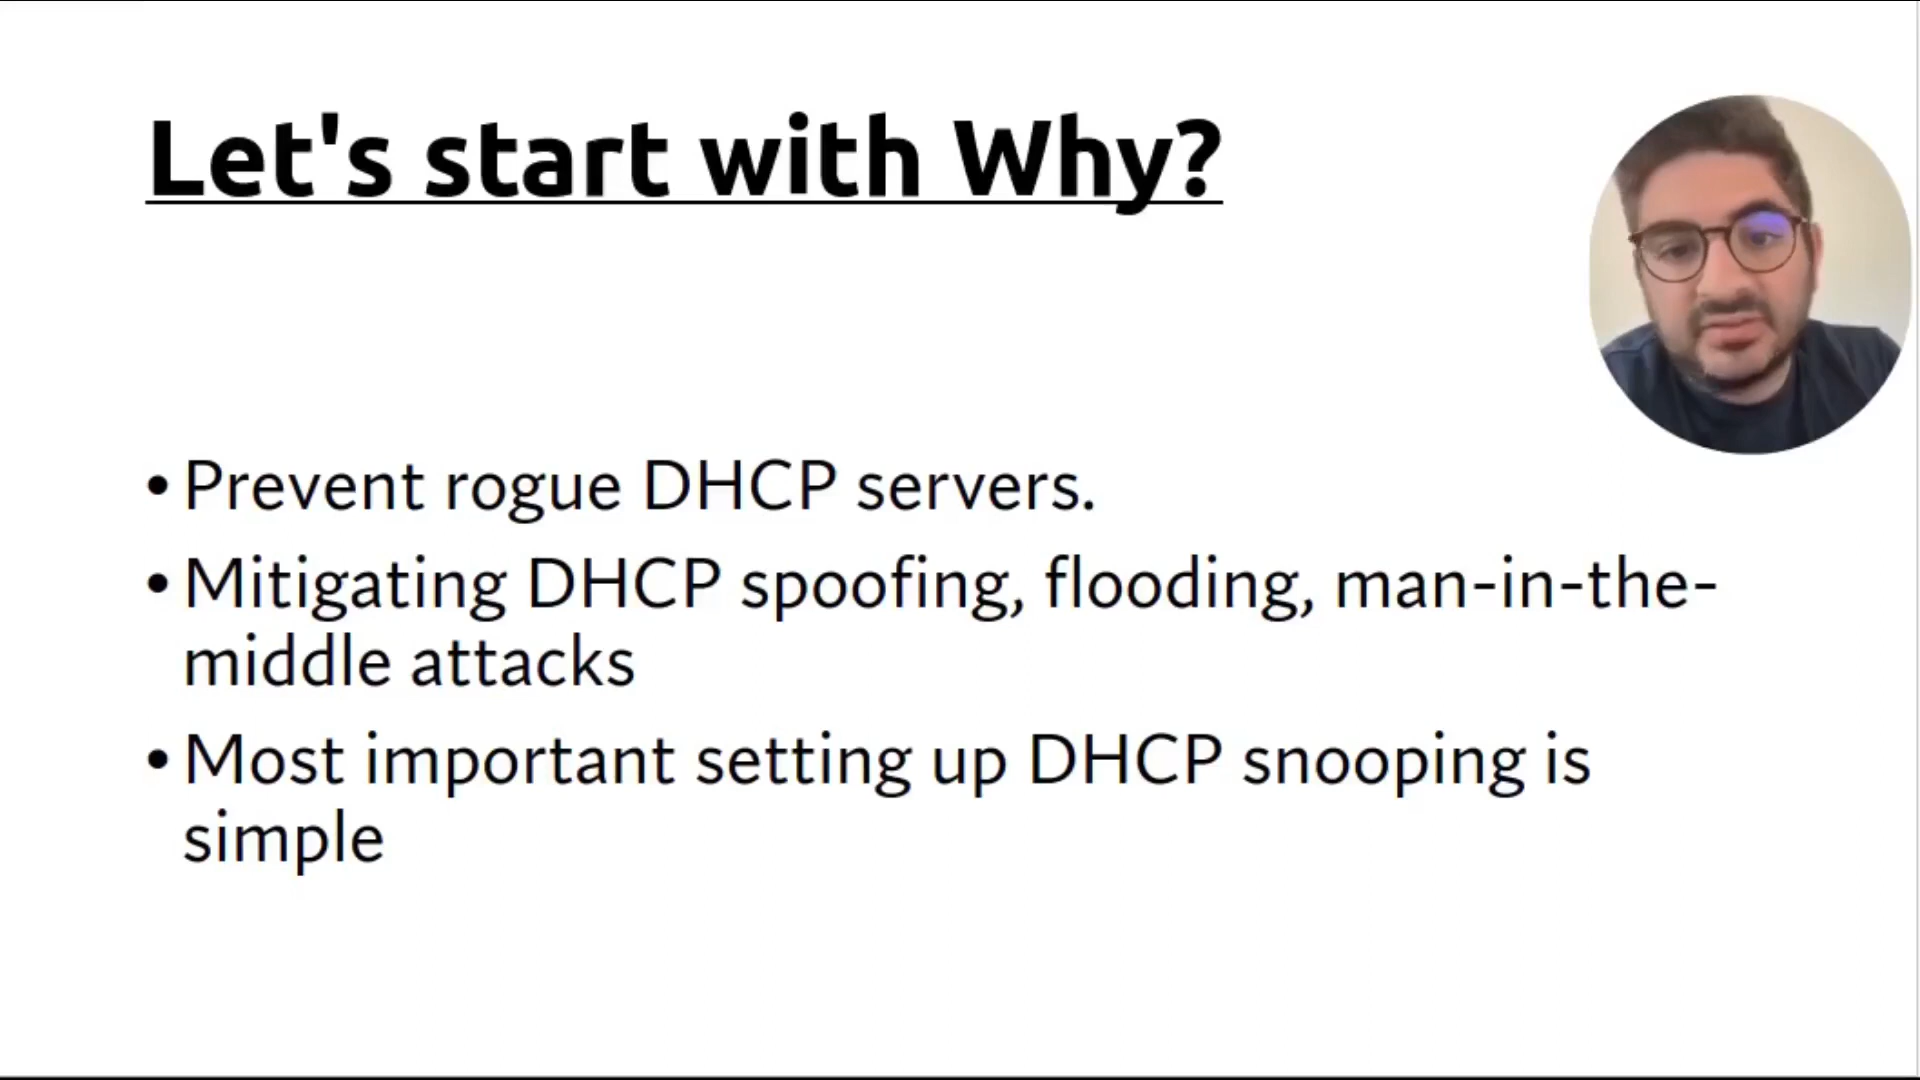 Let's start with Why?
• Prevent rogue DHCP servers.
• Mitigating DHCP spoofing, flooding, man-in-the-
middle attacks
• Most important setting up DHCP snooping is
simple